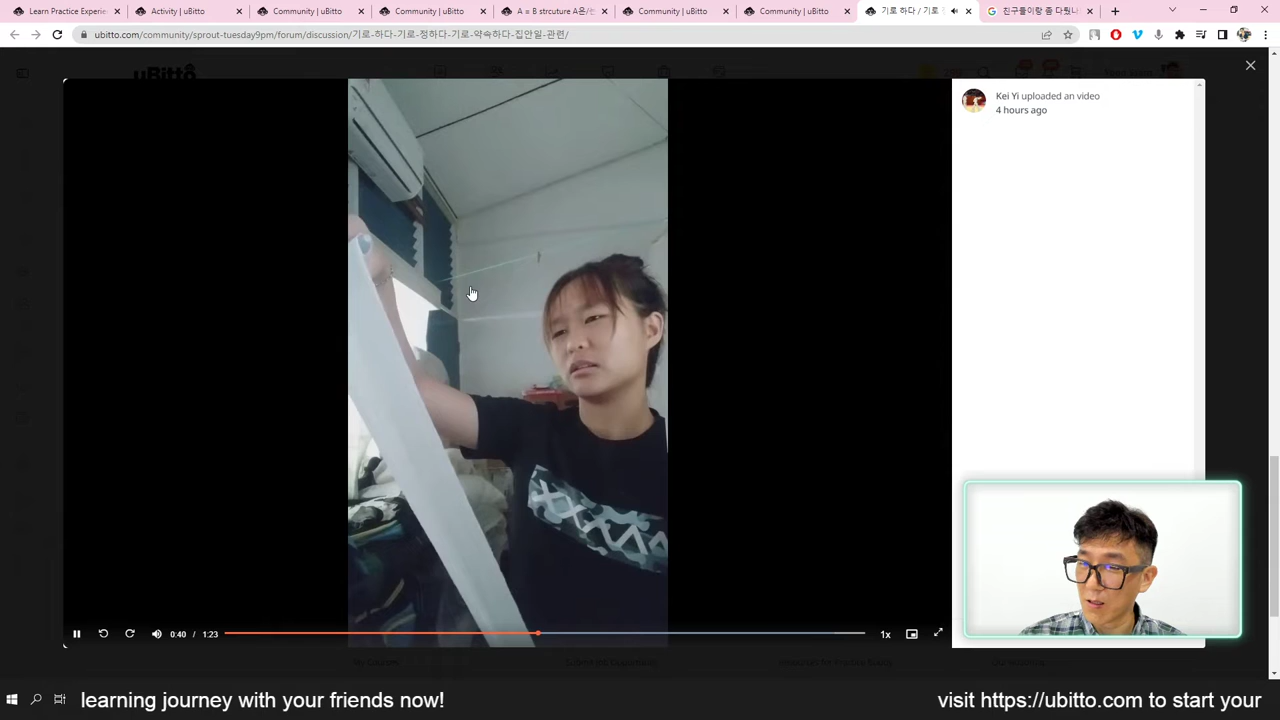 Learn Practice Experie
Activity | uBitto
Community | uBitto
Community | uBitto
A = B strcuture A은/는
Community | uBitto
Community | uBitto
기로 하다 / 기로
친구들이랑 좀 다퉜나
ubitto.com/community/sprout-tuesday9pm/forum/discussion/기로-하다-기로-정하다-기로-약속하다-집안일-관련/
uBitto
Kei Yi uploaded an video
4 hours ago
0:40 / 1:23
1x
learning journey with your friends now!
visit https://ubitto.com to start your